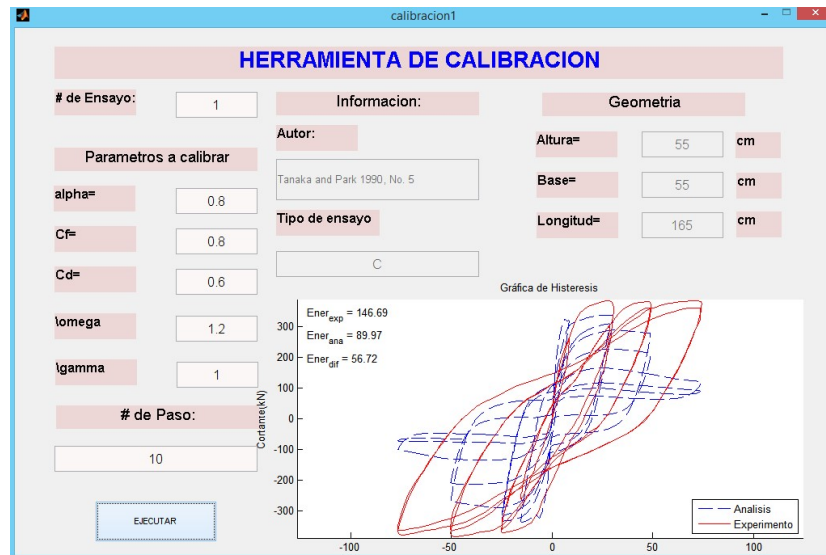 calibracion1
HERRAMIENTA DE CALIBRACION
# de Ensayo:
1
Parametros a calibrar
alpha=
0.8
Cf=
0.8
Cd=
0.6
\omega
1.2
\gamma
1
# de Paso:
10
EJECUTAR
Informacion:
Autor:
Tanaka and Park 1990, No. 5
Tipo de ensayo
C
Geometria
Altura=
55
cm
Base=
55
cm
Longitud=
165
cm
Gráfica de Histeresis
Cortante(kN)
300
200
100
0
-100
-200
-300
Ener_exp = 146.69
Ener_ana = 89.97
Ener_dif = 56.72
Analisis
Experimento
-100
-50
0
50
100